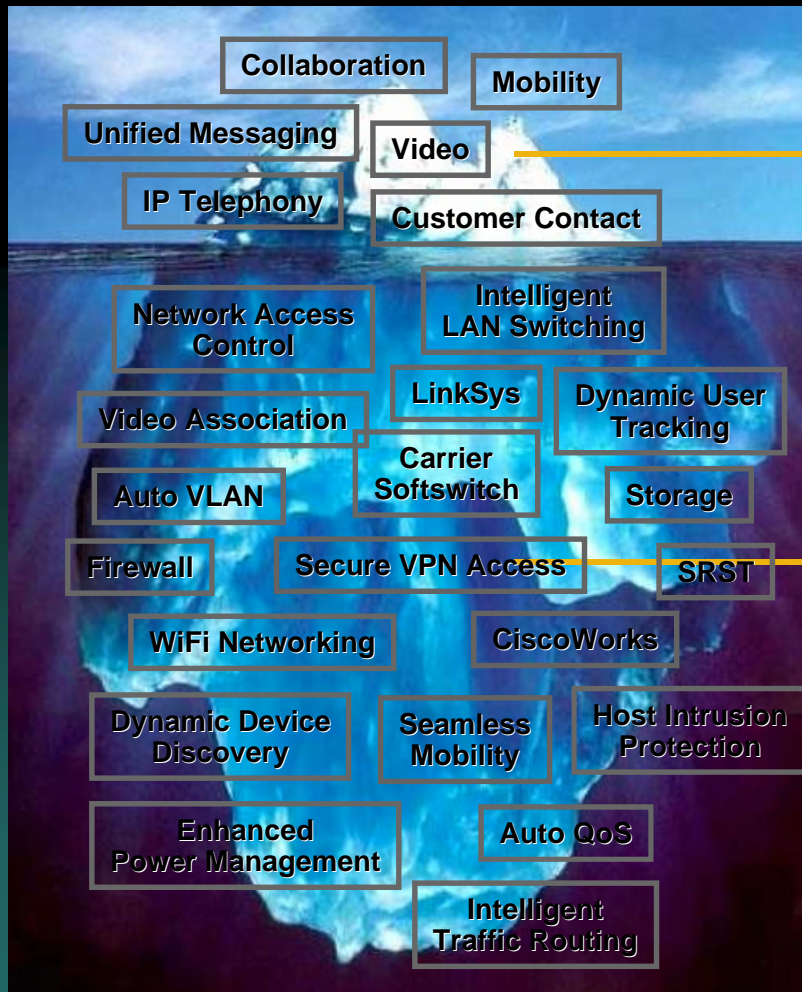 Collaboration
Mobility
Unified Messaging
Video
IP Telephony
Customer Contact
Network Access
Control
Intelligent
LAN Switching
LinkSys
Dynamic User
Tracking
Video Association
Carrier
Softswitch
Auto VLAN
Storage
Firewall
Secure VPN Access
SRST
WiFi Networking
CiscoWorks
Dynamic Device
Discovery
Seamless
Mobility
Host Intrusion
Protection
Enhanced
Power Management
Auto QoS
Intelligent
Traffic Routing